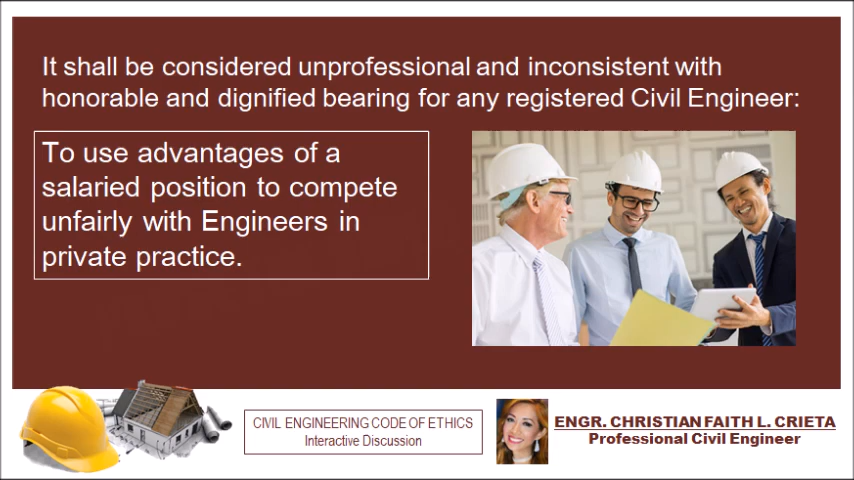 It shall be considered unprofessional and inconsistent with
honorable and dignified bearing for any registered Civil Engineer:
To use advantages of a
salaried position to compete
unfairly with Engineers in
private practice.
CIVIL ENGINEERING CODE OF ETHICS
Interactive Discussion
ENGR. CHRISTIAN FAITH L. CRIETA
Professional Civil Engineer